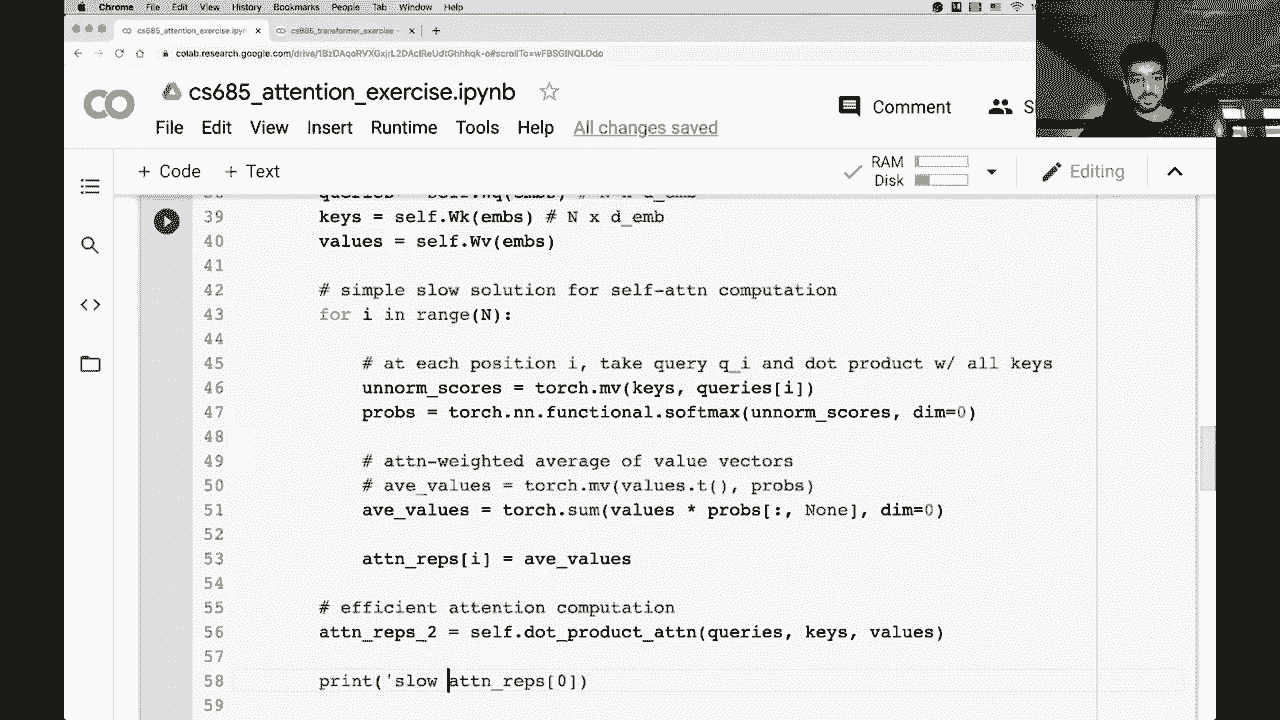 Chrome File Edit View History Bookmarks People Tab Window Help
cs685_attention_exercise.ipyn cs685_transformer_exercise
colab.research.google.com/drive/
CO cs685_attention_exercise.ipynb
Comment S
File Edit View Insert Runtime Tools Help All changes saved
+ Code + Text RAM Disk Editing
39 keys = self.Wk(embs) # N x d_emb
40 values = self.Wv(embs)
41
42 # simple slow solution for self-attn computation
43 for i in range(N):
44
45 # at each position i, take query q_i and dot product w/ all keys
46 unnorm_scores = torch.mv(keys, queries[i])
47 probs = torch.nn.functional.softmax(unnorm_scores, dim=0)
48
49 # attn-weighted average of value vectors
50 # ave_values = torch.mv(values.t(), probs)
51 ave_values = torch.sum(values * probs[:, None], dim=0)
52
53 attn_reps[i] = ave_values
54
55 # efficient attention computation
56 attn_reps_2 = self.dot_product_attn(queries, keys, values)
57
58 print('slow attn_reps[0])
59